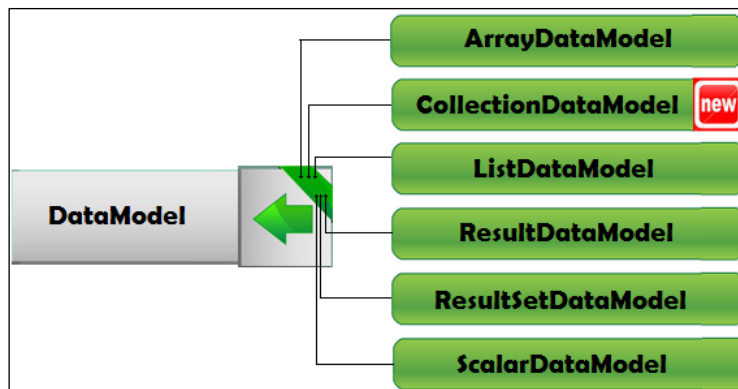 ArrayDataModel
CollectionDataModel
new
ListDataModel
DataModel
ResultDataModel
ResultSetDataModel
ScalarDataModel